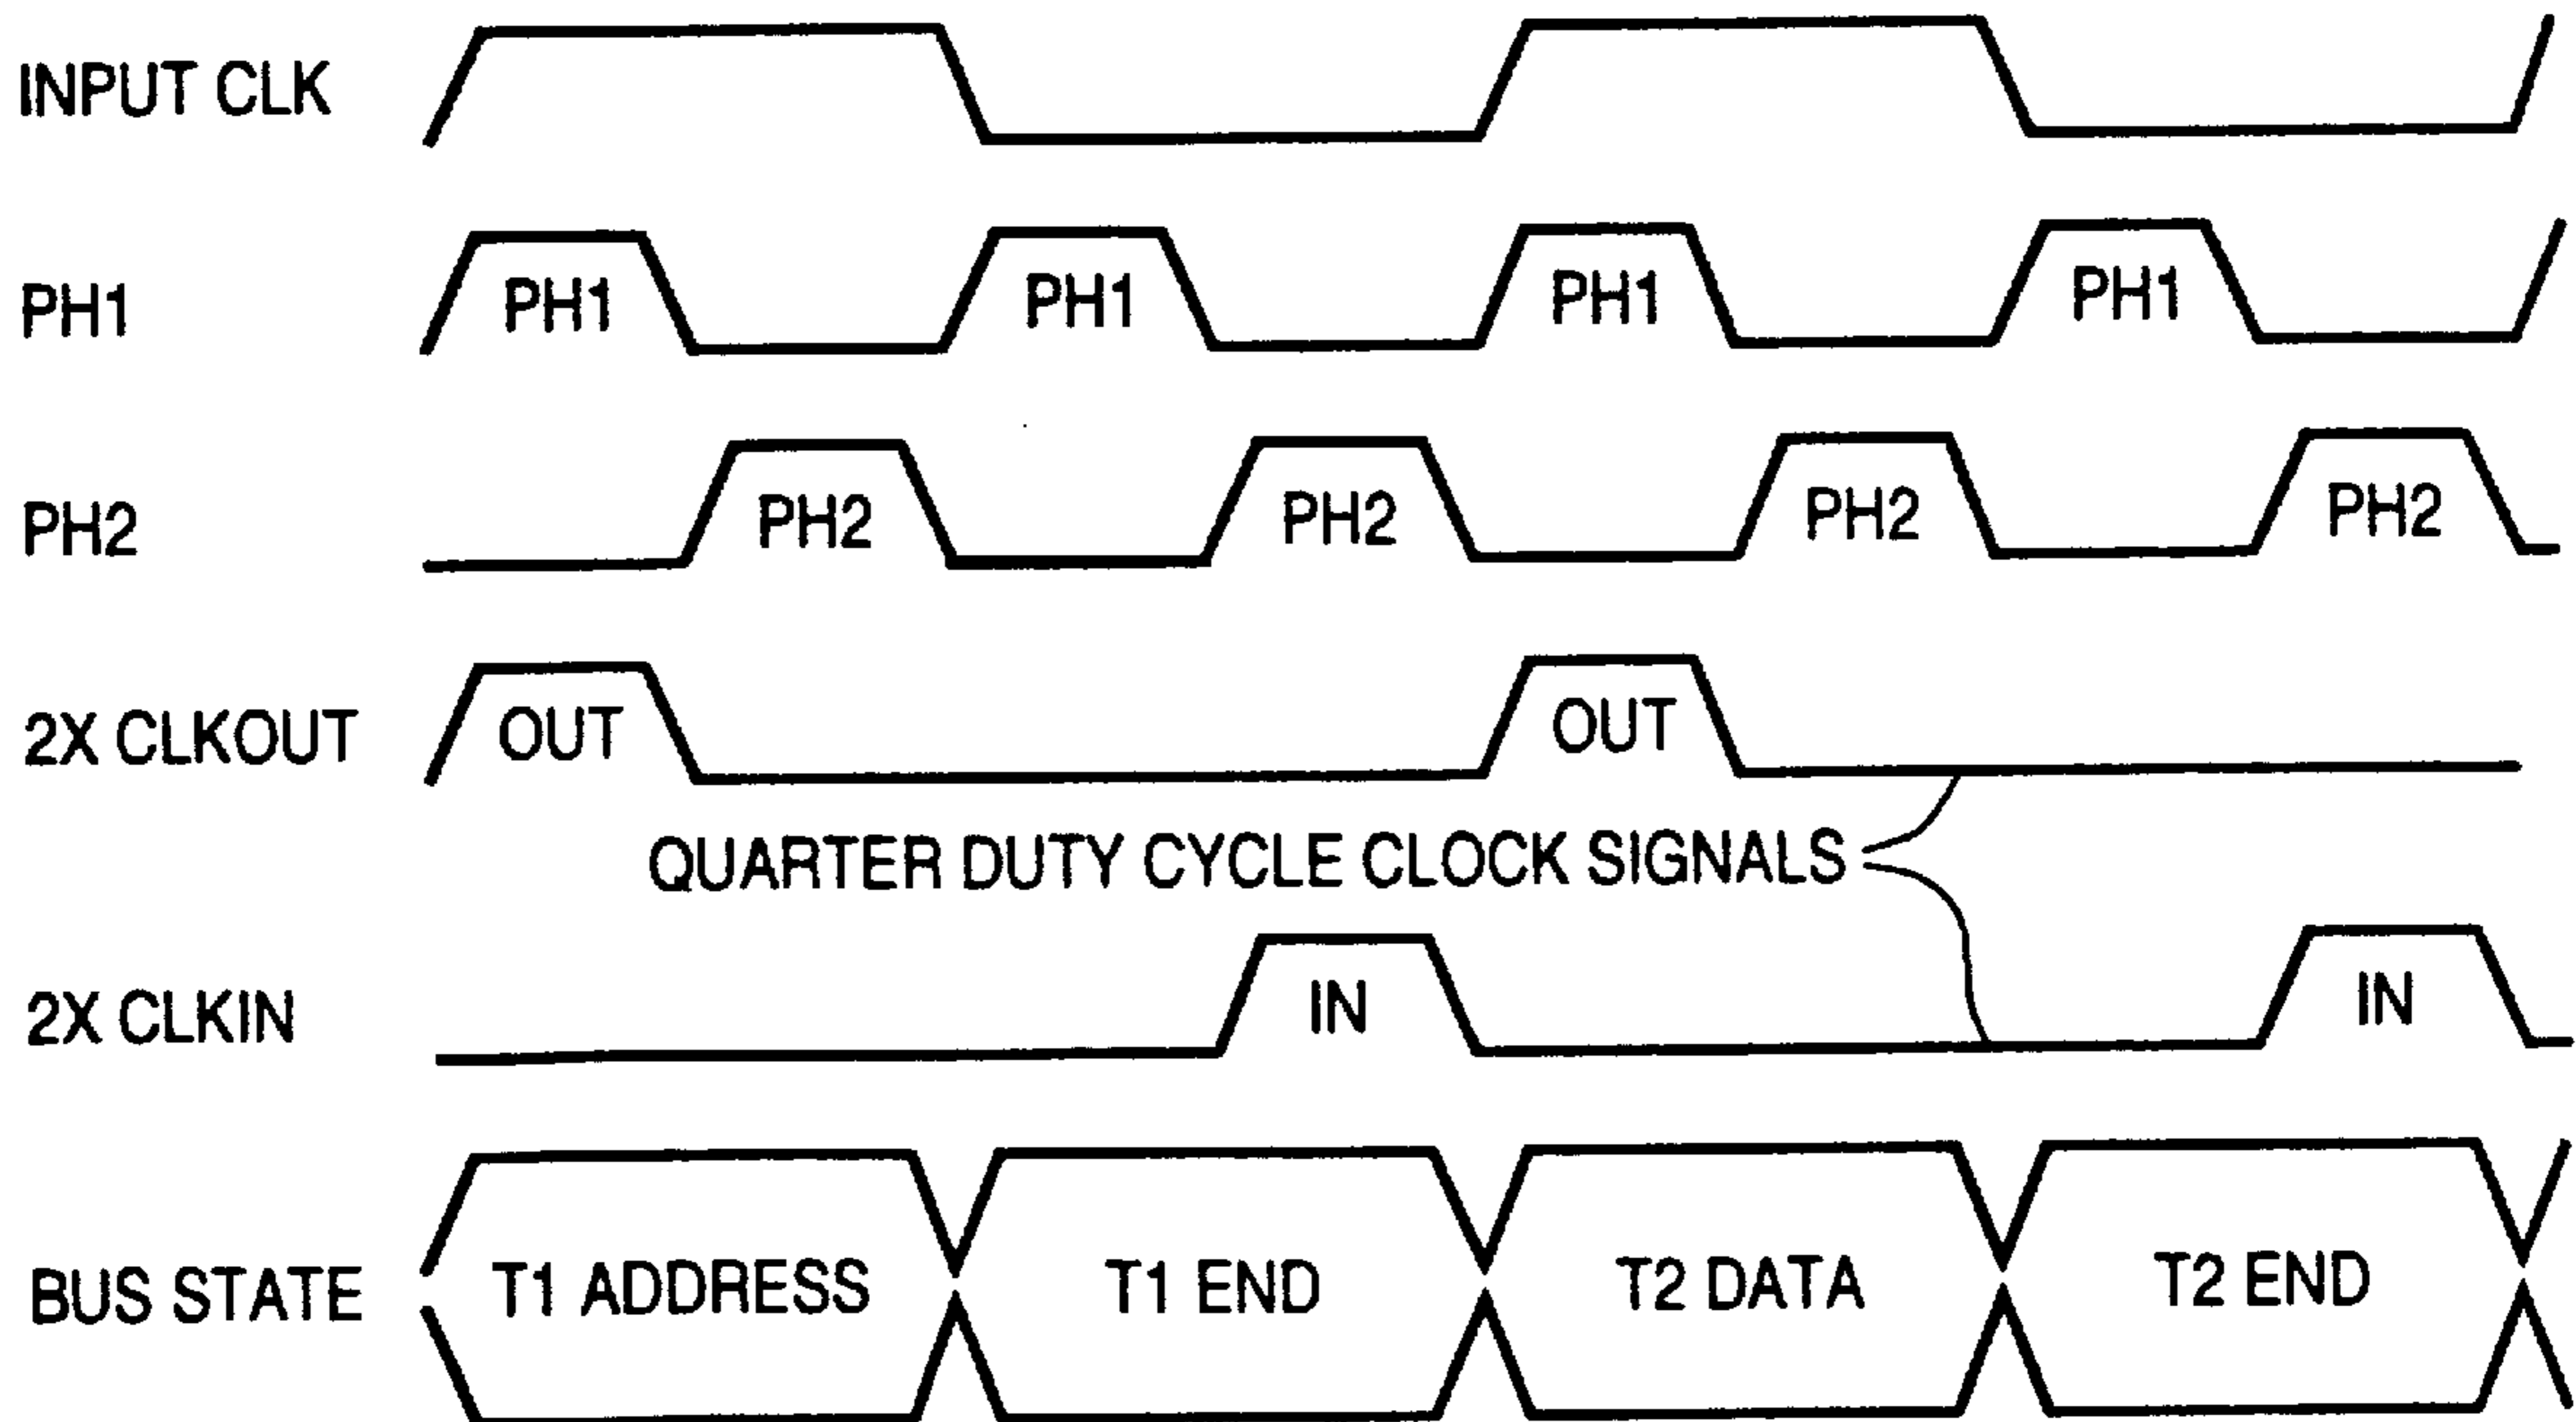 INPUT CLK
PH1 PH1 PH1 PH1 PH1
PH2 PH2 PH2 PH2 PH2
2X CLKOUT OUT OUT
QUARTER DUTY CYCLE CLOCK SIGNALS
2X CLKIN IN IN
BUS STATE T1 ADDRESS T1 END T2 DATA T2 END